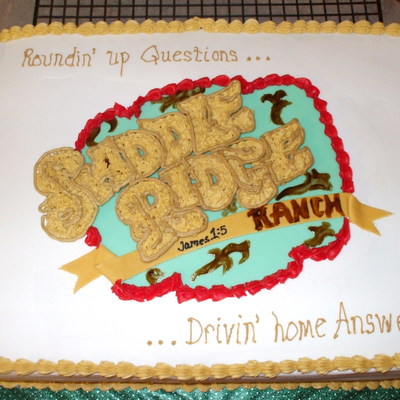 Roundin' up Questions...
SADDLE
RIDGE
RANCH
James 1:5
...Drivin' home Answe